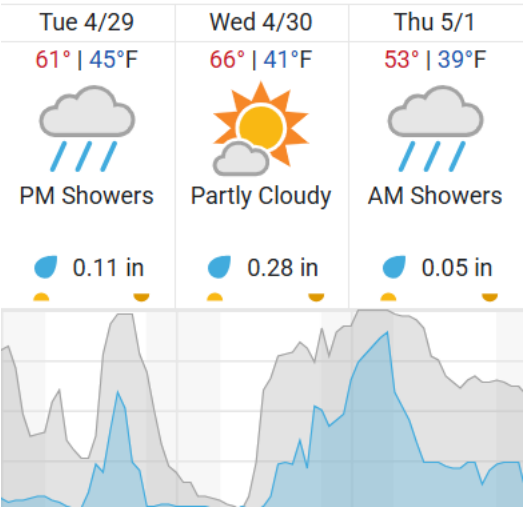 Tue 4/29 Wed 4/30 Thu 5/1
61° | 45°F 66° | 41°F 53° | 39°F
PM Showers Partly Cloudy AM Showers
0.11 in 0.28 in 0.05 in